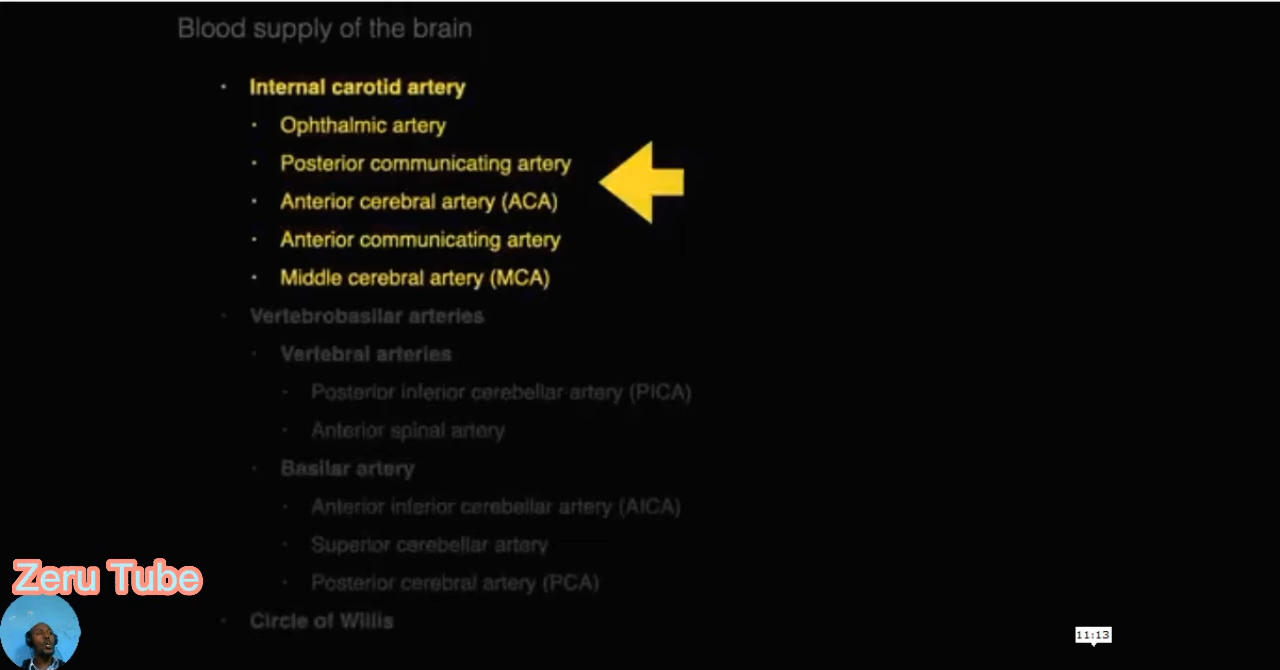 Blood supply of the brain
Internal carotid artery
Ophthalmic artery
Posterior communicating artery
Anterior cerebral artery (ACA)
Anterior communicating artery
Middle cerebral artery (MCA)
Vertebrobasilar arteries
Vertebral arteries
Posterior inferior cerebellar artery (PICA)
Anterior spinal artery
Basilar artery
Anterior inferior cerebellar artery (AICA)
Superior cerebellar artery
Posterior cerebral artery (PCA)
Circle of Willis
Zeru Tube
11:13